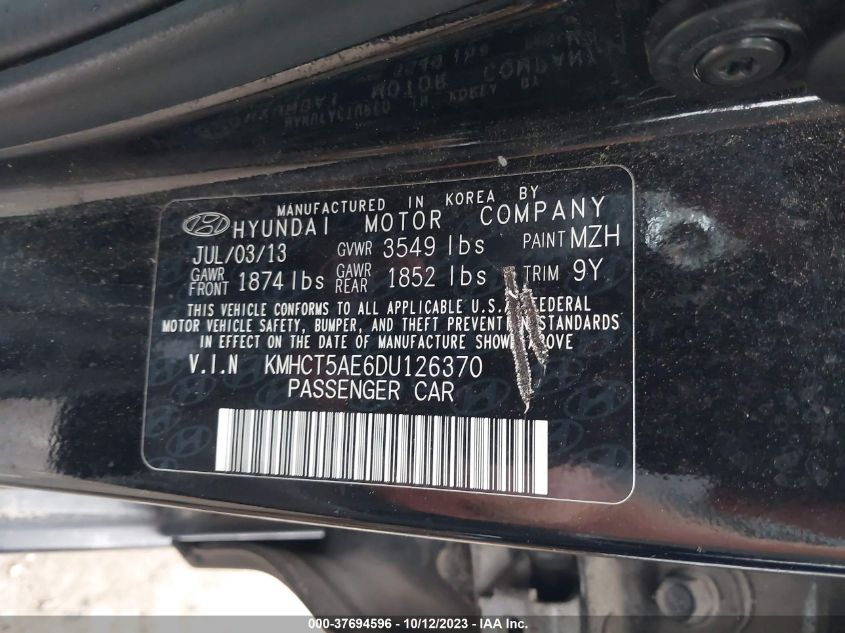 MANUFACTURED IN KOREA BY
HYUNDAI MOTOR COMPANY
JUL/03/13 GVWR 3549 lbs PAINT MZH
GAWR FRONT 1874 lbs GAWR REAR 1852 lbs TRIM 9Y
THIS VEHICLE CONFORMS TO ALL APPLICABLE U.S.A FEDERAL
MOTOR VEHICLE SAFETY, BUMPER, AND THEFT PREVENTION STANDARDS
IN EFFECT ON THE DATE OF MANUFACTURE SHOWN ABOVE
V.I.N KMHCT5AE6DU126370
PASSENGER CAR
000-37694596 - 10/12/2023 - IAA Inc.